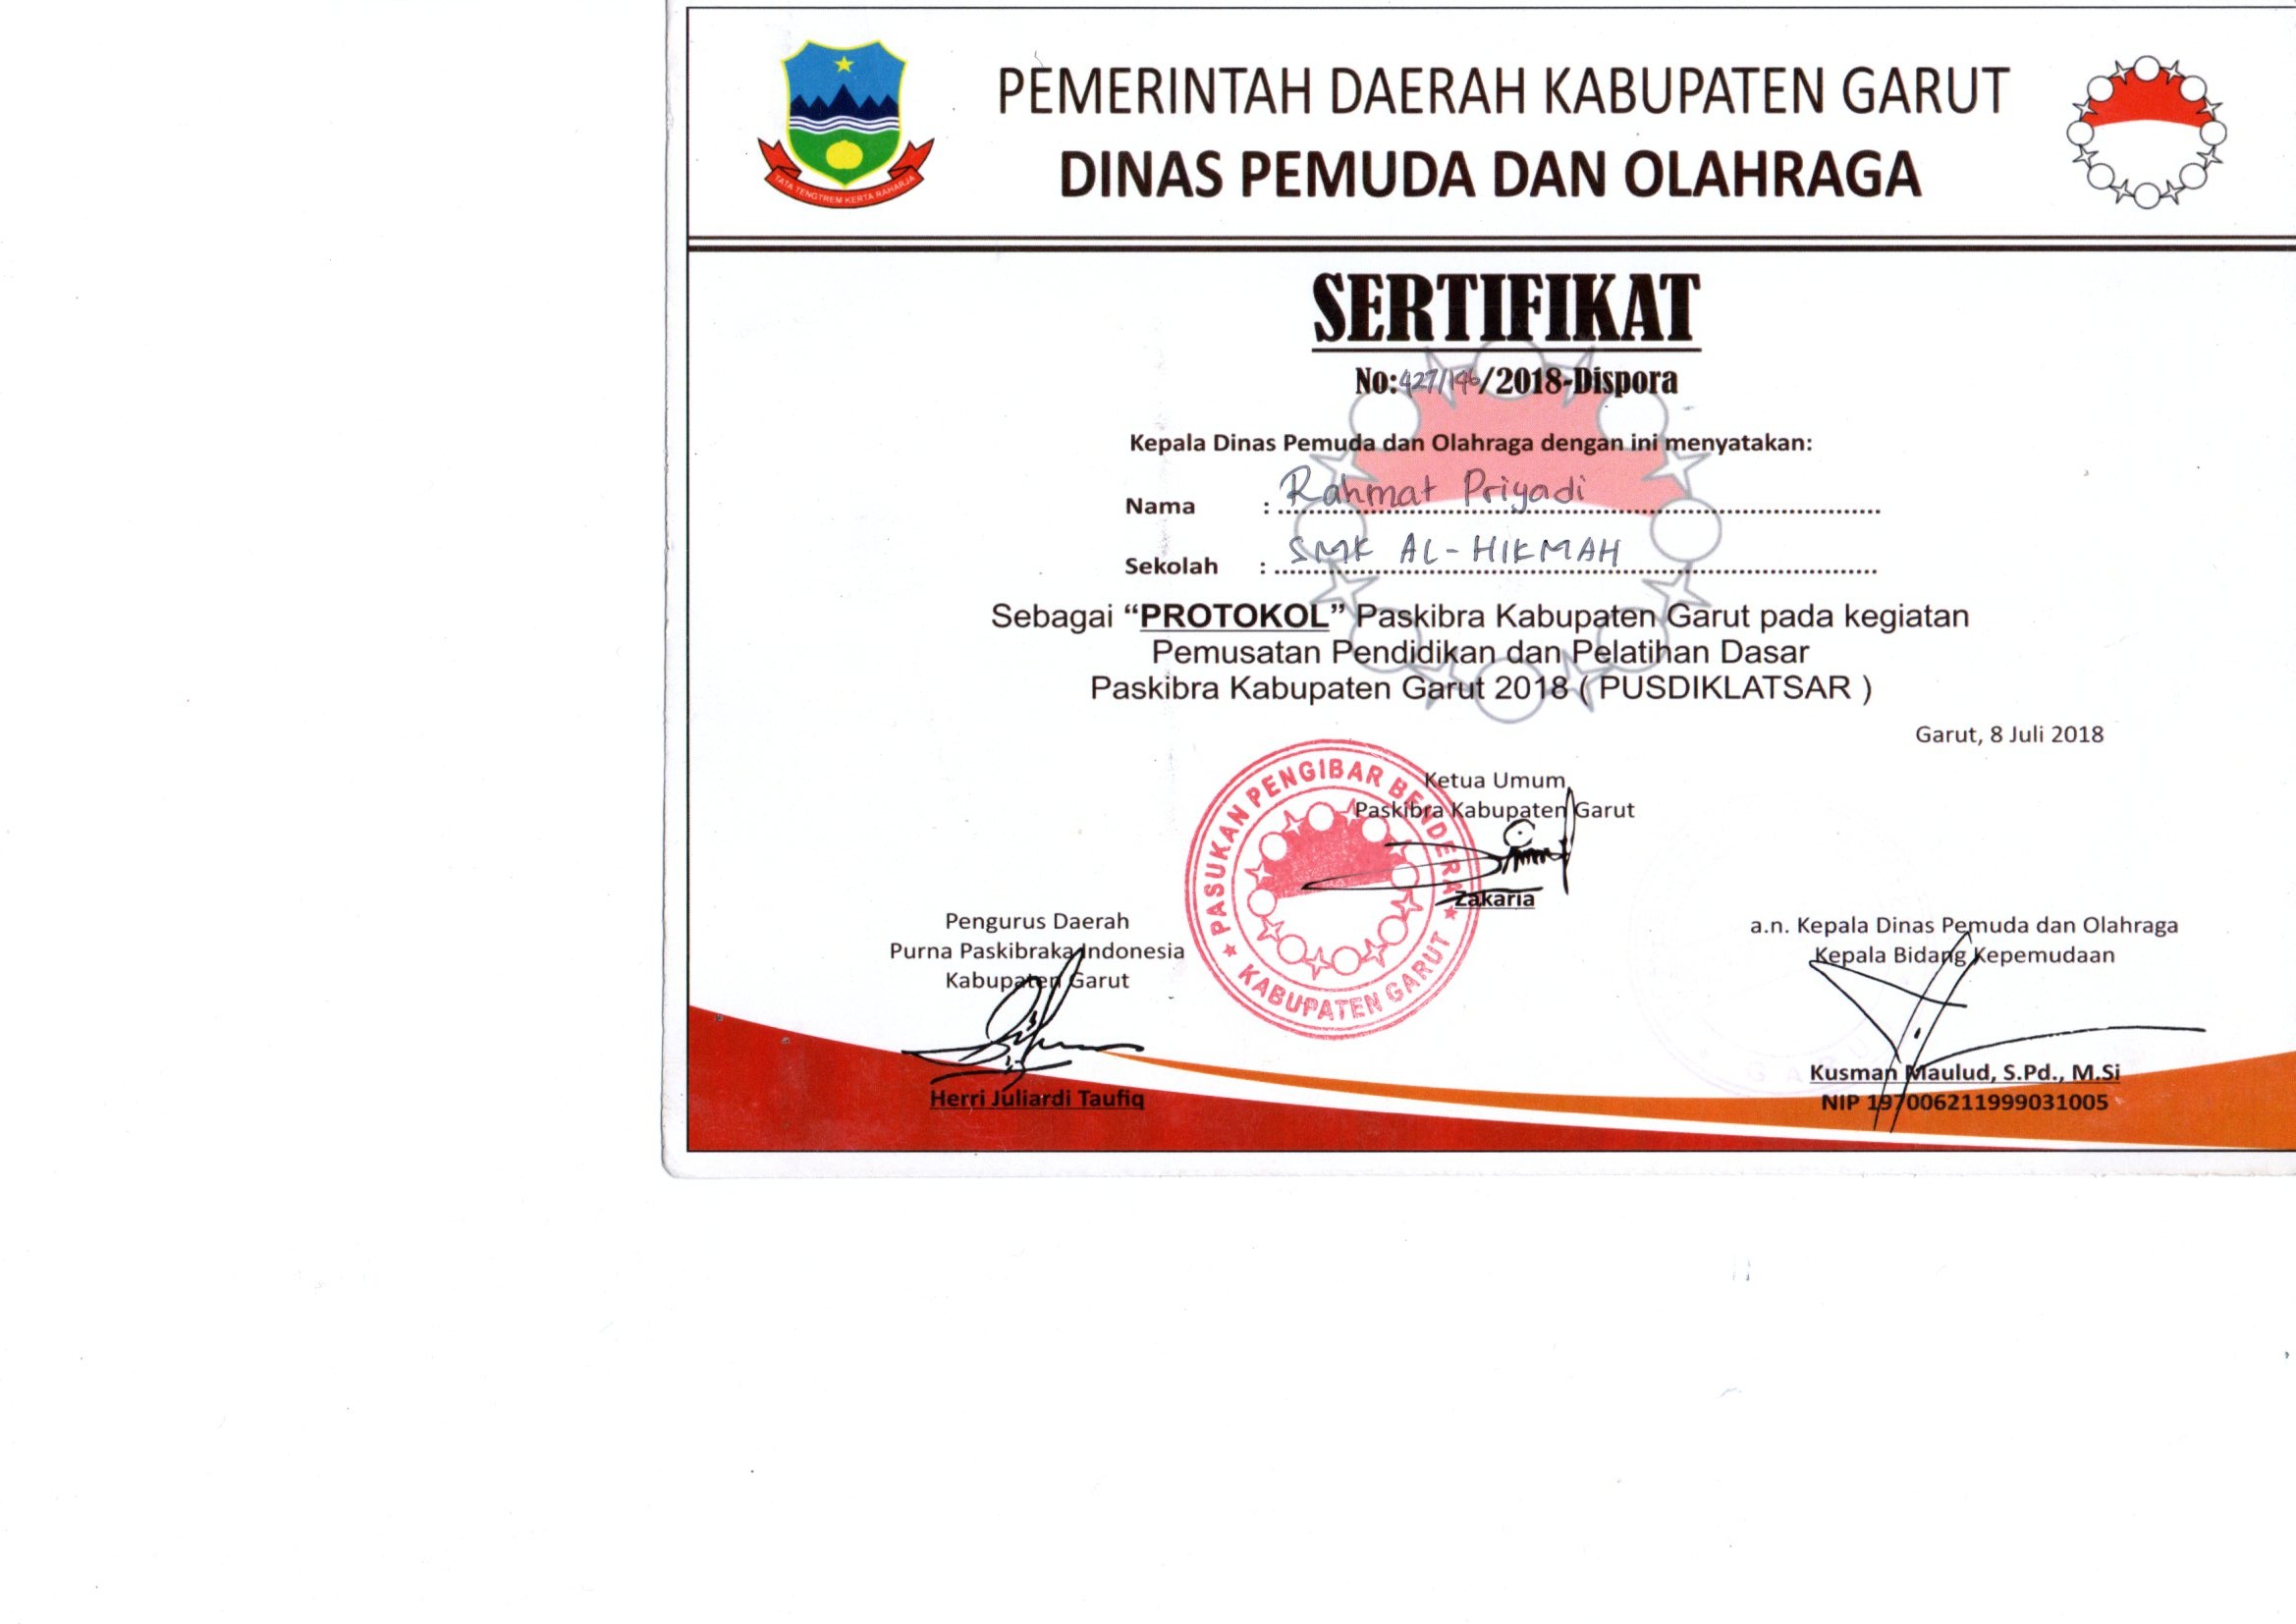 PEMERINTAH DAERAH KABUPATEN GARUT
DINAS PEMUDA DAN OLAHRAGA
TATA TENGTREM KERTA RAHARJA
SERTIFIKAT
No:427/146/2018-Dispora
Kepala Dinas Pemuda dan Olahraga dengan ini menyatakan:
Nama : Rahmat Priyadi
Sekolah : SMK AL-HIKMAH
Sebagai “PROTOKOL” Paskibra Kabupaten Garut pada kegiatan
Pemusatan Pendidikan dan Pelatihan Dasar
Paskibra Kabupaten Garut 2018 ( PUSDIKLATSAR )
Garut, 8 Juli 2018
Ketua Umum
Paskibra Kabupaten Garut
Zakaria
PASUKAN PENGIBAR BENDERA
KABUPATEN GARUT
Pengurus Daerah
Purna Paskibraka Indonesia
Kabupaten Garut
Herri Juliardi Taufiq
a.n. Kepala Dinas Pemuda dan Olahraga
Kepala Bidang Kepemudaan
Kusman Maulud, S.Pd., M.Si
NIP 197006211999031005